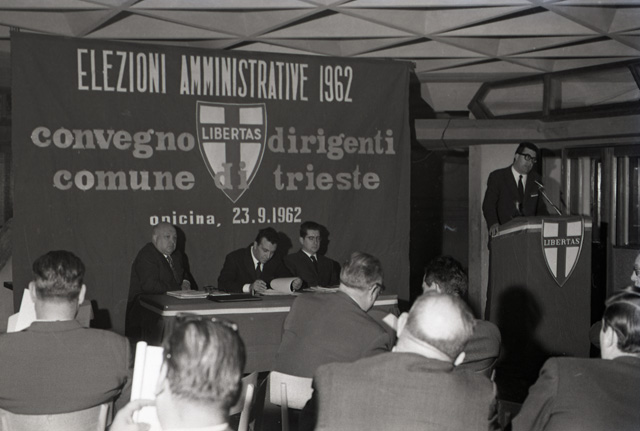 ELEZIONI AMMINISTRATIVE 1962
convegno LIBERTAS dirigenti
comune di trieste
opicina, 23.9.1962
LIBERTAS